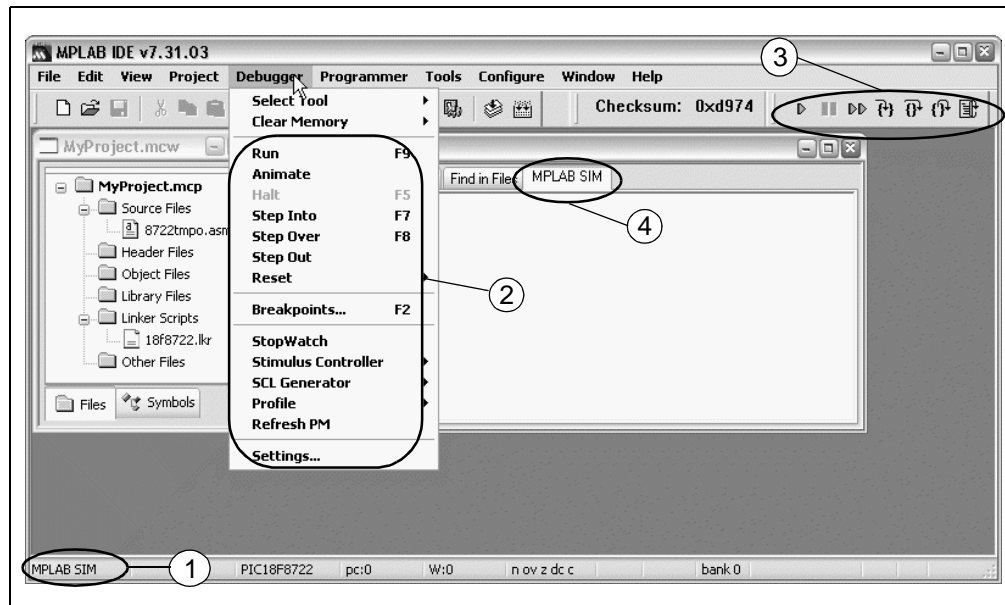 MPLAB IDE v7.31.03
File Edit View Project Debugger Programmer Tools Configure Window Help
Checksum: 0xd974
3
Select Tool
Clear Memory
MyProject.mcw
Run F9
Animate
Halt F5
Step Into F7
Step Over F8
Step Out
Reset
Breakpoints... F2
StopWatch
Stimulus Controller
SCL Generator
Profile
Refresh PM
Settings...
Find in Files MPLAB SIM
4
2
MyProject.mcp
Source Files
8722tmpo.asm
Header Files
Object Files
Library Files
Linker Scripts
18f8722.lkr
Other Files
Files Symbols
MPLAB SIM 1 PIC18F8722 pc:0 W:0 n ov z dc c bank 0